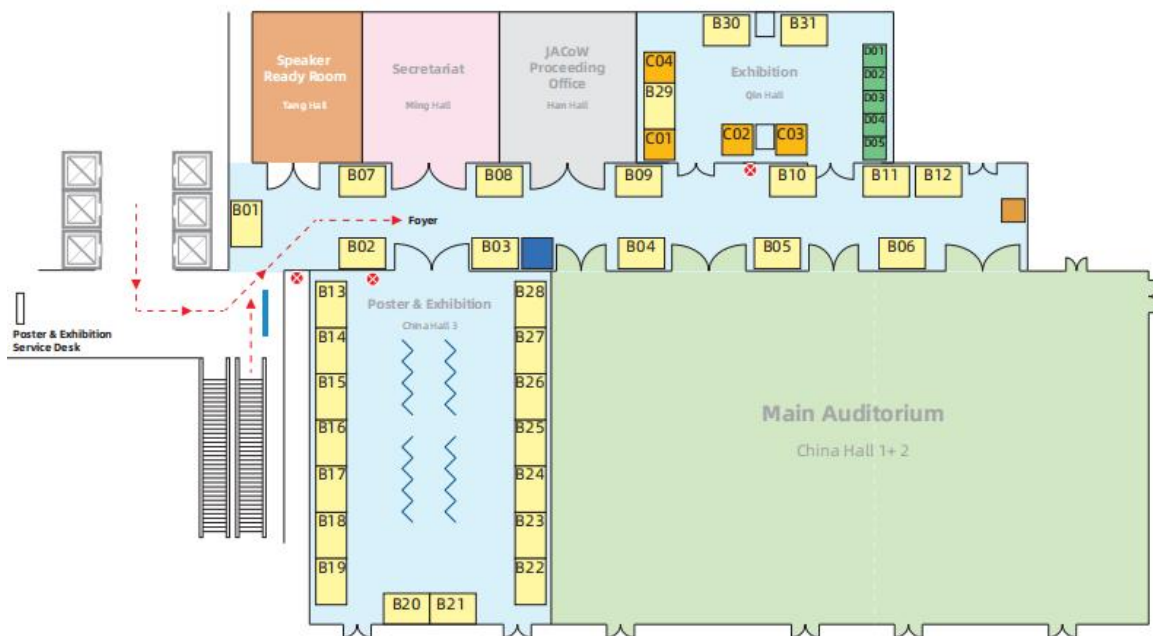 B30
B31
Speaker
Ready Room
Tang Hall
Secretariat
Ming Hall
JACoW
Proceeding
Office
Han Hall
C04
B29
C01
Exhibition
Qin Hall
C02
C03
D01
D02
D03
D04
D05
B07
B08
B09
B10
B11
B12
B01
Foyer
B02
B03
B04
B05
B06
Poster & Exhibition
Service Desk
B13
B14
B15
B16
B17
B18
B19
Poster & Exhibition
China Hall 3
B28
B27
B26
B25
B24
B23
B22
B20
B21
Main Auditorium
China Hall 1+ 2